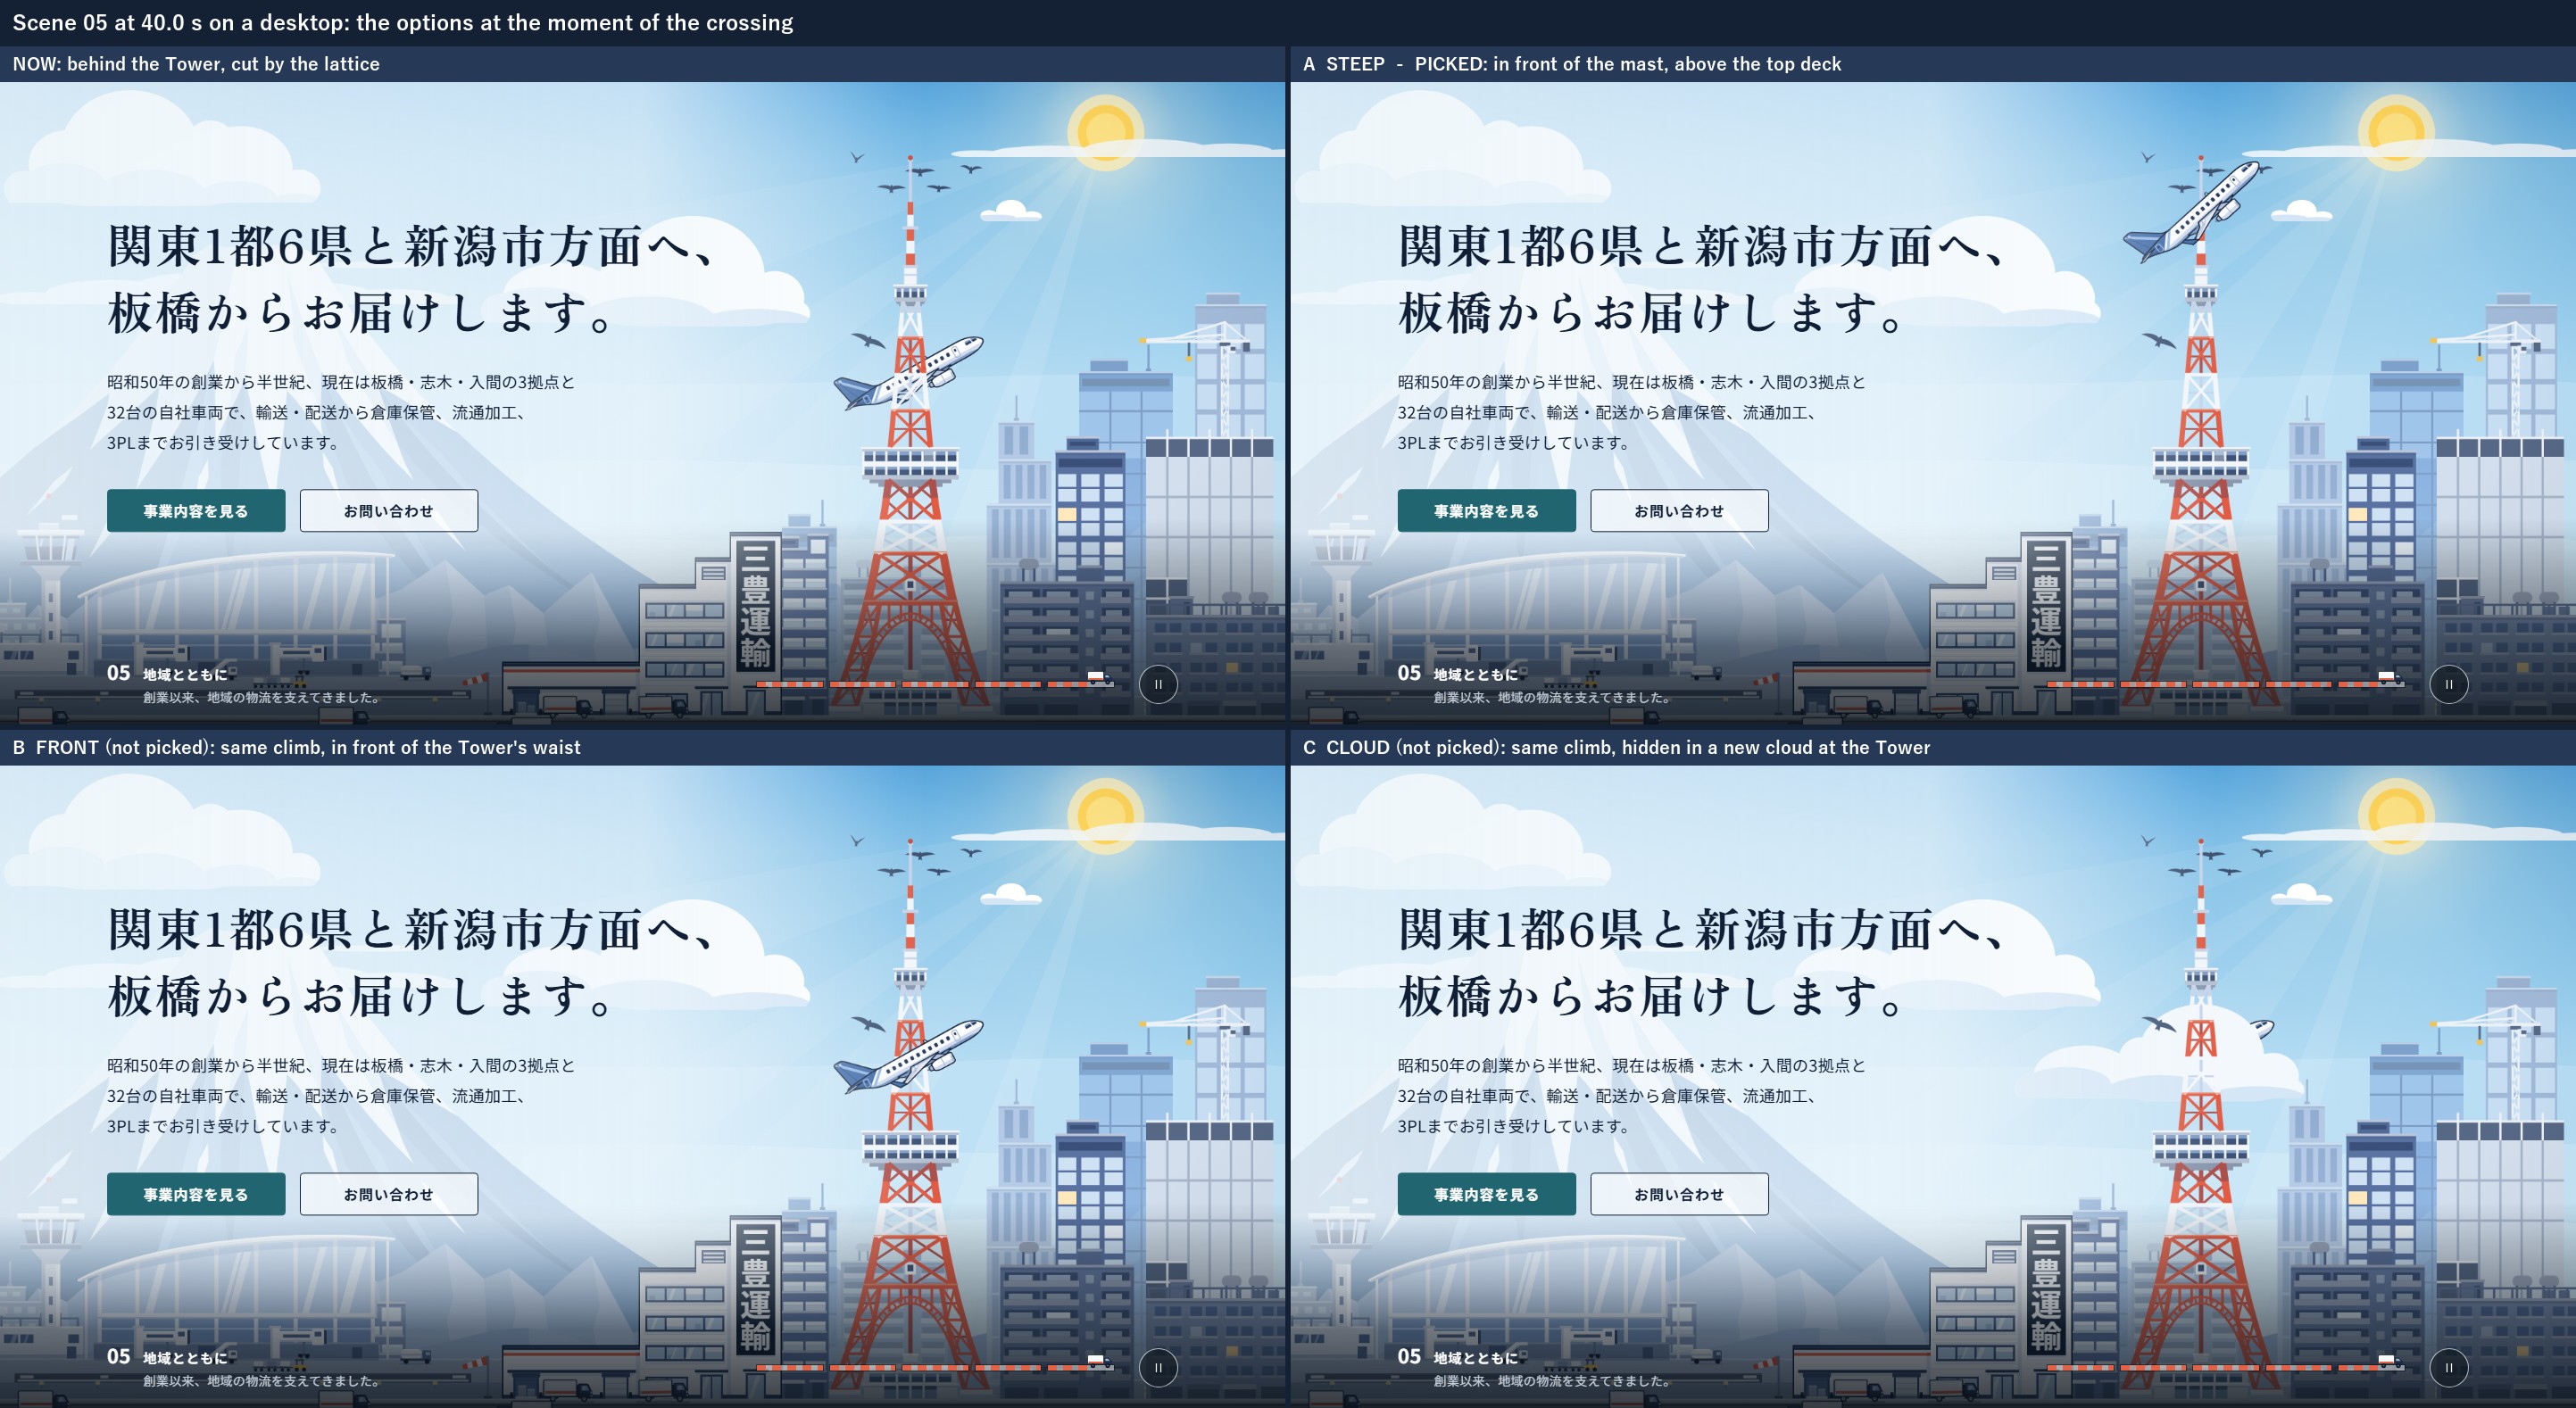 Scene 05 at 40.0 s on a desktop: the options at the moment of the crossing
NOW: behind the Tower, cut by the lattice
関東1都6県と新潟市方面へ、
板橋からお届けします。
昭和50年の創業から半世紀、現在は板橋・志木・入間の3拠点と
32台の自社車両で、輸送・配送から倉庫保管、流通加工、
3PLまでお引き受けしています。
事業内容を見る
お問い合わせ
三豊運輸
05 地域とともに
創業以来、地域の物流を支えてきました。
A STEEP - PICKED: in front of the mast, above the top deck
関東1都6県と新潟市方面へ、
板橋からお届けします。
昭和50年の創業から半世紀、現在は板橋・志木・入間の3拠点と
32台の自社車両で、輸送・配送から倉庫保管、流通加工、
3PLまでお引き受けしています。
事業内容を見る
お問い合わせ
三豊運輸
05 地域とともに
創業以来、地域の物流を支えてきました。
B FRONT (not picked): same climb, in front of the Tower's waist
関東1都6県と新潟市方面へ、
板橋からお届けします。
昭和50年の創業から半世紀、現在は板橋・志木・入間の3拠点と
32台の自社車両で、輸送・配送から倉庫保管、流通加工、
3PLまでお引き受けしています。
事業内容を見る
お問い合わせ
三豊運輸
05 地域とともに
創業以来、地域の物流を支えてきました。
C CLOUD (not picked): same climb, hidden in a new cloud at the Tower
関東1都6県と新潟市方面へ、
板橋からお届けします。
昭和50年の創業から半世紀、現在は板橋・志木・入間の3拠点と
32台の自社車両で、輸送・配送から倉庫保管、流通加工、
3PLまでお引き受けしています。
事業内容を見る
お問い合わせ
三豊運輸
05 地域とともに
創業以来、地域の物流を支えてきました。